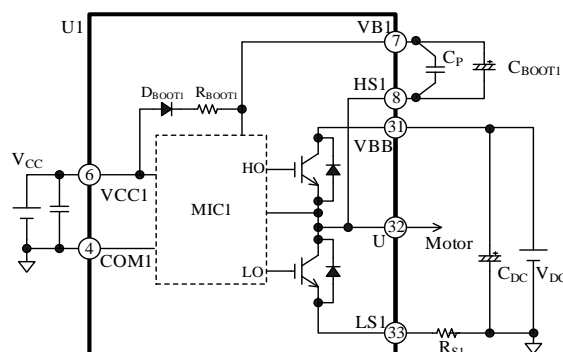 U1
VB1
7
CP
CBOOT1
HS1
8
DBOOT1
RBOOT1
31
VBB
VCC
6
VCC1
HO
MIC1
32
U
Motor
4
COM1
LO
CDC
VDC
LS1
33
RS1